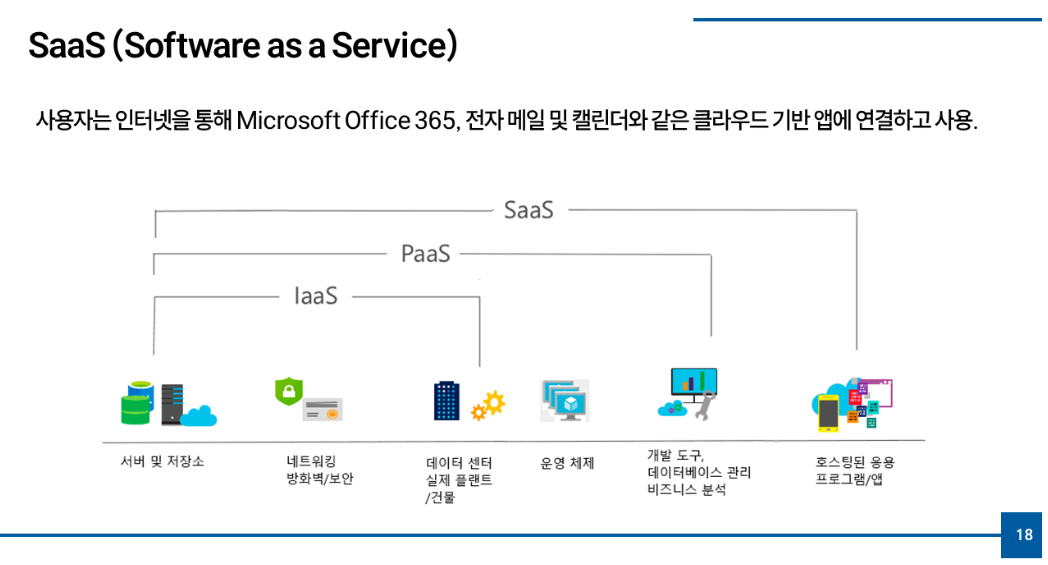 SaaS (Software as a Service)
사용자는 인터넷을 통해 Microsoft Office 365, 전자 메일 및 캘린더와 같은 클라우드 기반 앱에 연결하고 사용.
SaaS
PaaS
IaaS
서버 및 저장소
네트워킹
방화벽/보안
데이터 센터
실제 플랜트
/건물
운영 체제
개발 도구,
데이터베이스 관리
비즈니스 분석
호스팅된 응용
프로그램/앱
18